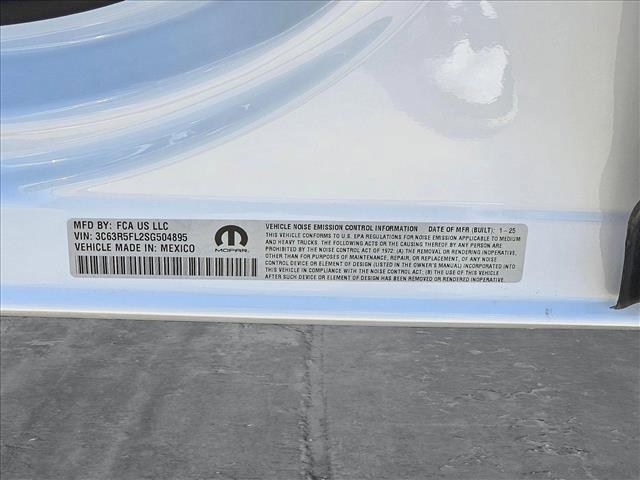 MFD BY: FCA US LLC
VIN: 3C63R5FL2SG504895
VEHICLE MADE IN: MEXICO
MOPAR
VEHICLE NOISE EMISSION CONTROL INFORMATION DATE OF MFR (BUILT): 1-25
THIS VEHICLE CONFORMS TO U.S. EPA REGULATIONS FOR NOISE EMISSION APPLICABLE TO MEDIUM
AND HEAVY TRUCKS. THE FOLLOWING ACTS OR THE CAUSING THEREOF BY ANY PERSON
ARE PROHIBITED BY THE NOISE CONTROL ACT OF 1972: (A) THE REMOVAL OR RENDERING INOPERATIVE,
OTHER THAN FOR PURPOSES OF MAINTENANCE, REPAIR, OR REPLACEMENT, OF ANY NOISE
CONTROL DEVICE OR ELEMENT OF DESIGN (LISTED IN THE OWNER'S MANUAL) INCORPORATED INTO
THIS VEHICLE IN COMPLIANCE WITH THE NOISE CONTROL ACT; (B) THE USE OF THIS VEHICLE
AFTER SUCH DEVICE OR ELEMENT OF DESIGN HAS BEEN REMOVED OR RENDERED INOPERATIVE.